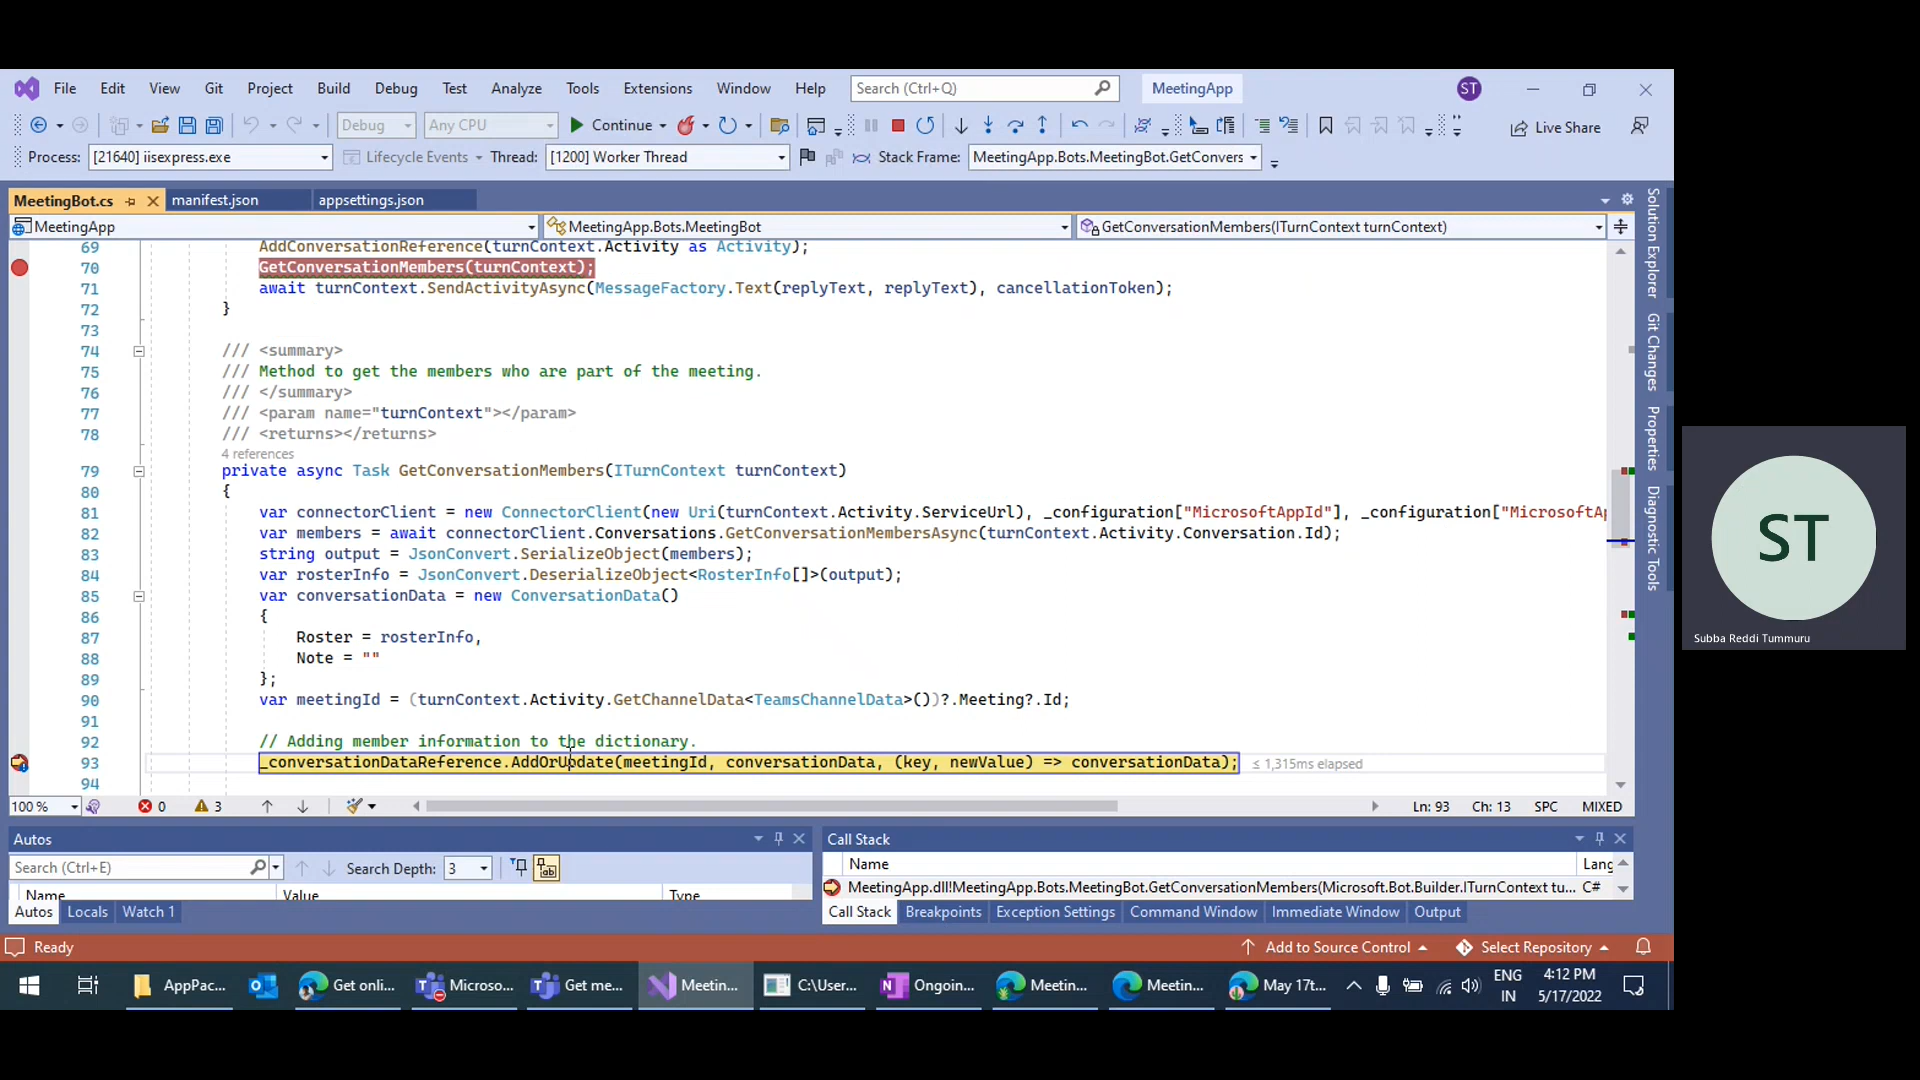 File Edit View Git Project Build Debug Test Analyze Tools Extensions Window Help Search (Ctrl+Q) MeetingApp ST
Debug Any CPU Continue Live Share
Process: [21640] iisexpress.exe Lifecycle Events Thread: [1200] Worker Thread Stack Frame: MeetingApp.Bots.MeetingBot.GetConvers
MeetingBot.cs manifest.json appsettings.json
MeetingApp MeetingApp.Bots.MeetingBot GetConversationMembers(ITurnContext turnContext)
69 AddConversationReference(turnContext.Activity as Activity);
70 GetConversationMembers(turnContext);
71 await turnContext.SendActivityAsync(MessageFactory.Text(replyText, replyText), cancellationToken);
72 }
73
74 /// <summary>
75 /// Method to get the members who are part of the meeting.
76 /// </summary>
77 /// <param name="turnContext"></param>
78 /// <returns></returns>
4 references
79 private async Task GetConversationMembers(ITurnContext turnContext)
80 {
81 var connectorClient = new ConnectorClient(new Uri(turnContext.Activity.ServiceUrl), _configuration["MicrosoftAppId"], _configuration["MicrosoftAp
82 var members = await connectorClient.Conversations.GetConversationMembersAsync(turnContext.Activity.Conversation.Id);
83 string output = JsonConvert.SerializeObject(members);
84 var rosterInfo = JsonConvert.DeserializeObject<RosterInfo[]>(output);
85 var conversationData = new ConversationData()
86 {
87 Roster = rosterInfo,
88 Note = ""
89 };
90 var meetingId = (turnContext.Activity.GetChannelData<TeamsChannelData>())?.Meeting?.Id;
91
92 // Adding member information to the dictionary.
93 _conversationDataReference.AddOrUpdate(meetingId, conversationData, (key, newValue) => conversationData); ≤ 1,315ms elapsed
94
100 % 0 3 Ln: 93 Ch: 13 SPC MIXED
Solution Explorer
Git Changes
Properties
Diagnostic Tools
Autos
Search (Ctrl+E) Search Depth: 3
Name Value Type
Autos Locals Watch 1
Call Stack
Name Lang
MeetingApp.dll!MeetingApp.Bots.MeetingBot.GetConversationMembers(Microsoft.Bot.Builder.ITurnContext tu... C#
Call Stack Breakpoints Exception Settings Command Window Immediate Window Output
Ready Add to Source Control Select Repository
AppPac... Get onli... Microso... Get me... Meetin... C:\User... Ongoin... Meetin... Meetin... May 17t... ENG IN 4:12 PM 5/17/2022
ST
Subba Reddi Tummuru